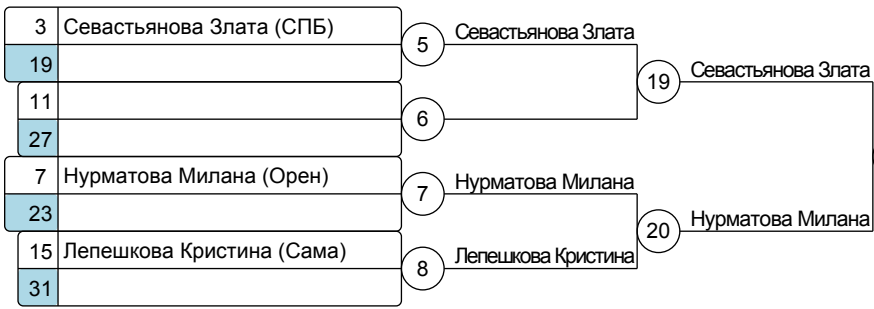 3 Севастьянова Злата (СПБ)
19
5 Севастьянова Злата
11
27
6
19 Севастьянова Злата
7 Нурматова Милана (Орен)
23
7 Нурматова Милана
15 Лепешкова Кристина (Сама)
31
8 Лепешкова Кристина
20 Нурматова Милана